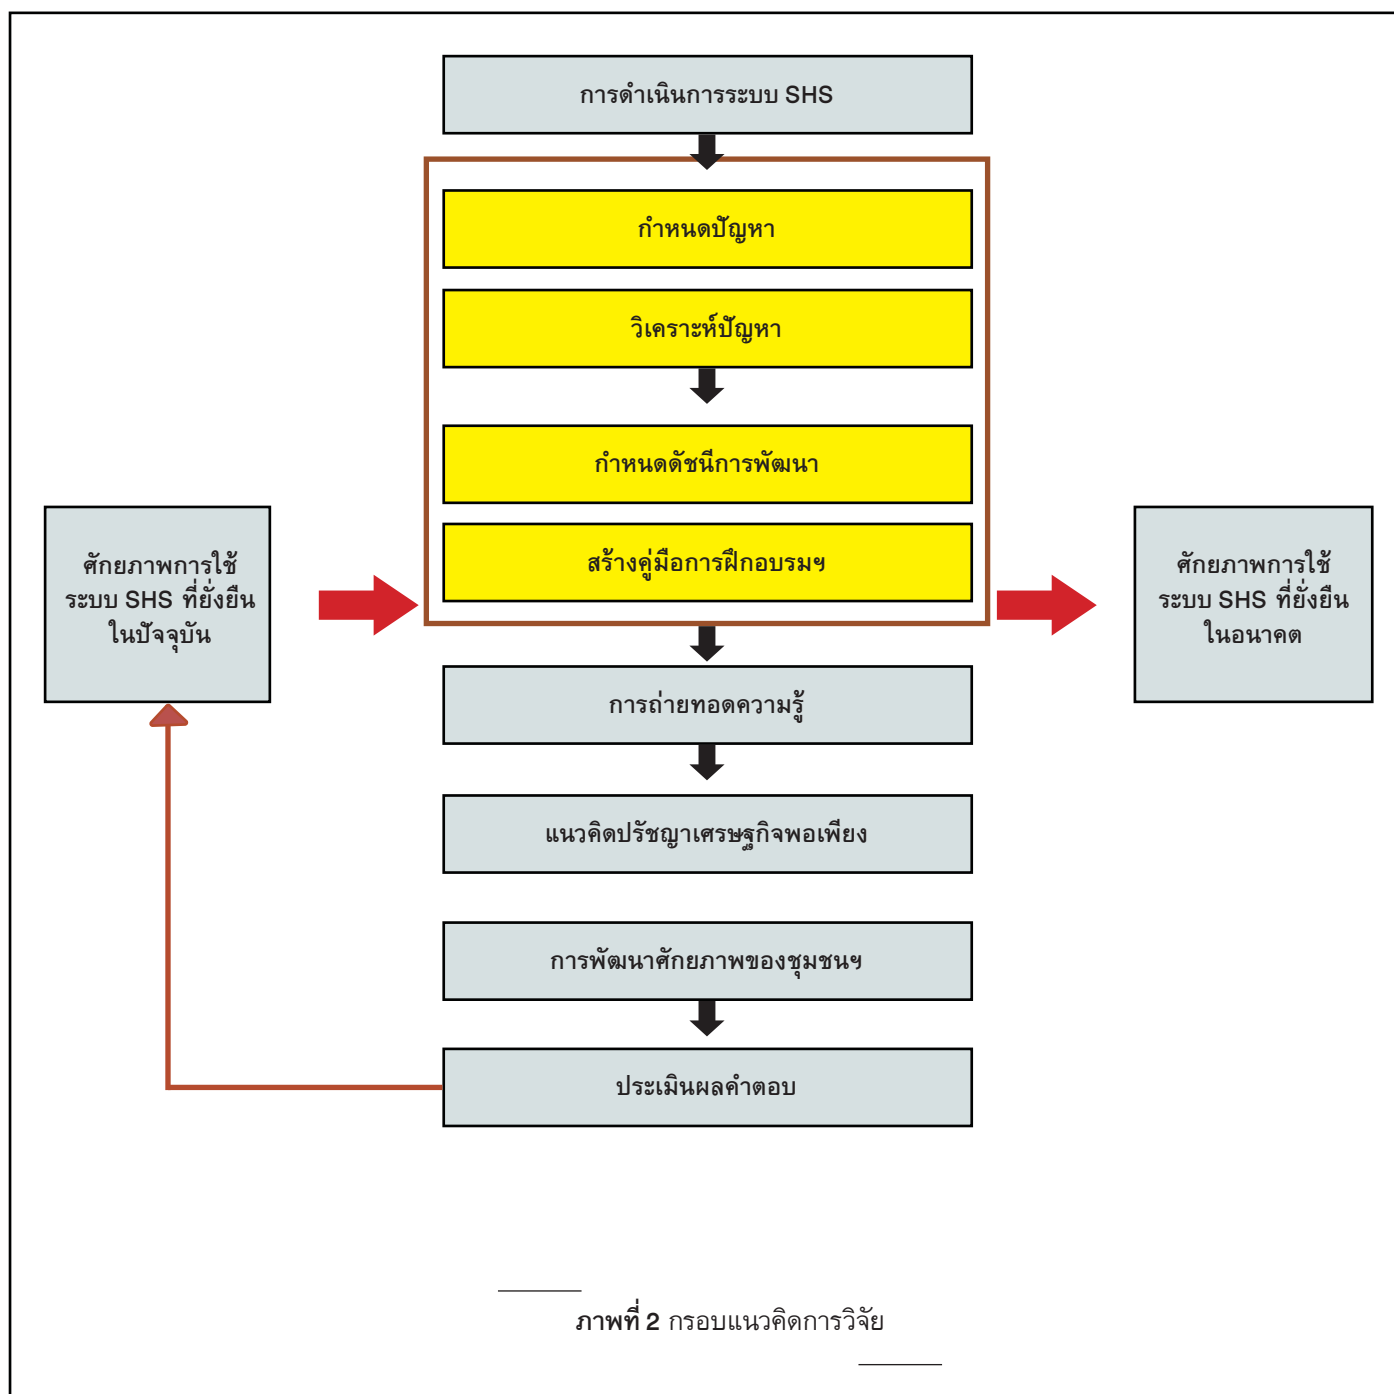 การดำเนินการระบบ SHS
กำหนดปัญหา
วิเคราะห์ปัญหา
กำหนดดัชนีการพัฒนา
สร้างคู่มือการฝึกอบรมฯ
ศักยภาพการใช้
ระบบ SHS ที่ยั่งยืน
ในปัจจุบัน
ศักยภาพการใช้
ระบบ SHS ที่ยั่งยืน
ในอนาคต
การถ่ายทอดความรู้
แนวคิดปรัชญาเศรษฐกิจพอเพียง
การพัฒนาศักยภาพของชุมชนฯ
ประเมินผลคำตอบ
ภาพที่ 2 กรอบแนวคิดการวิจัย